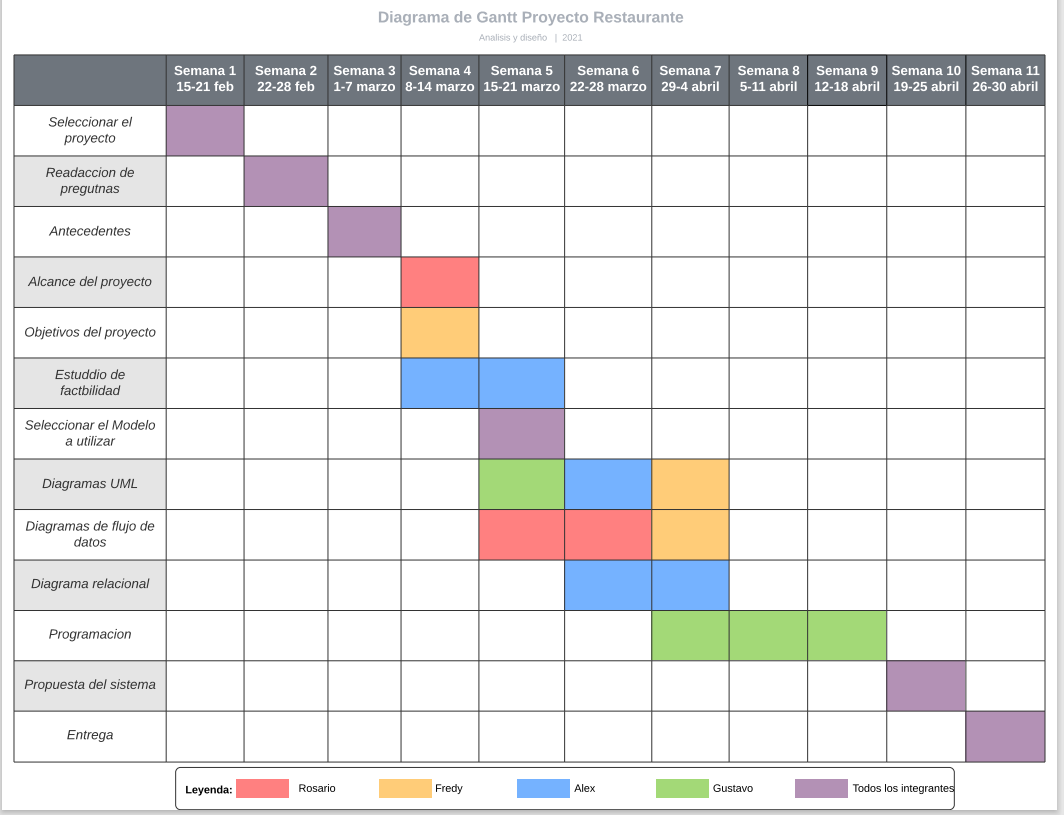 Diagrama de Gantt Proyecto Restaurante
Analisis y diseño | 2021
Semana 1 Semana 2 Semana 3 Semana 4 Semana 5 Semana 6 Semana 7 Semana 8 Semana 9 Semana 10 Semana 11
15-21 feb 22-28 feb 1-7 marzo 8-14 marzo 15-21 marzo 22-28 marzo 29-4 abril 5-11 abril 12-18 abril 19-25 abril 26-30 abril
Seleccionar el
proyecto
Readaccion de
pregutnas
Antecedentes
Alcance del proyecto
Objetivos del proyecto
Estuddio de
factbilidad
Seleccionar el Modelo
a utilizar
Diagramas UML
Diagramas de flujo de
datos
Diagrama relacional
Programacion
Propuesta del sistema
Entrega
Leyenda: Rosario Fredy Alex Gustavo Todos los integrantes